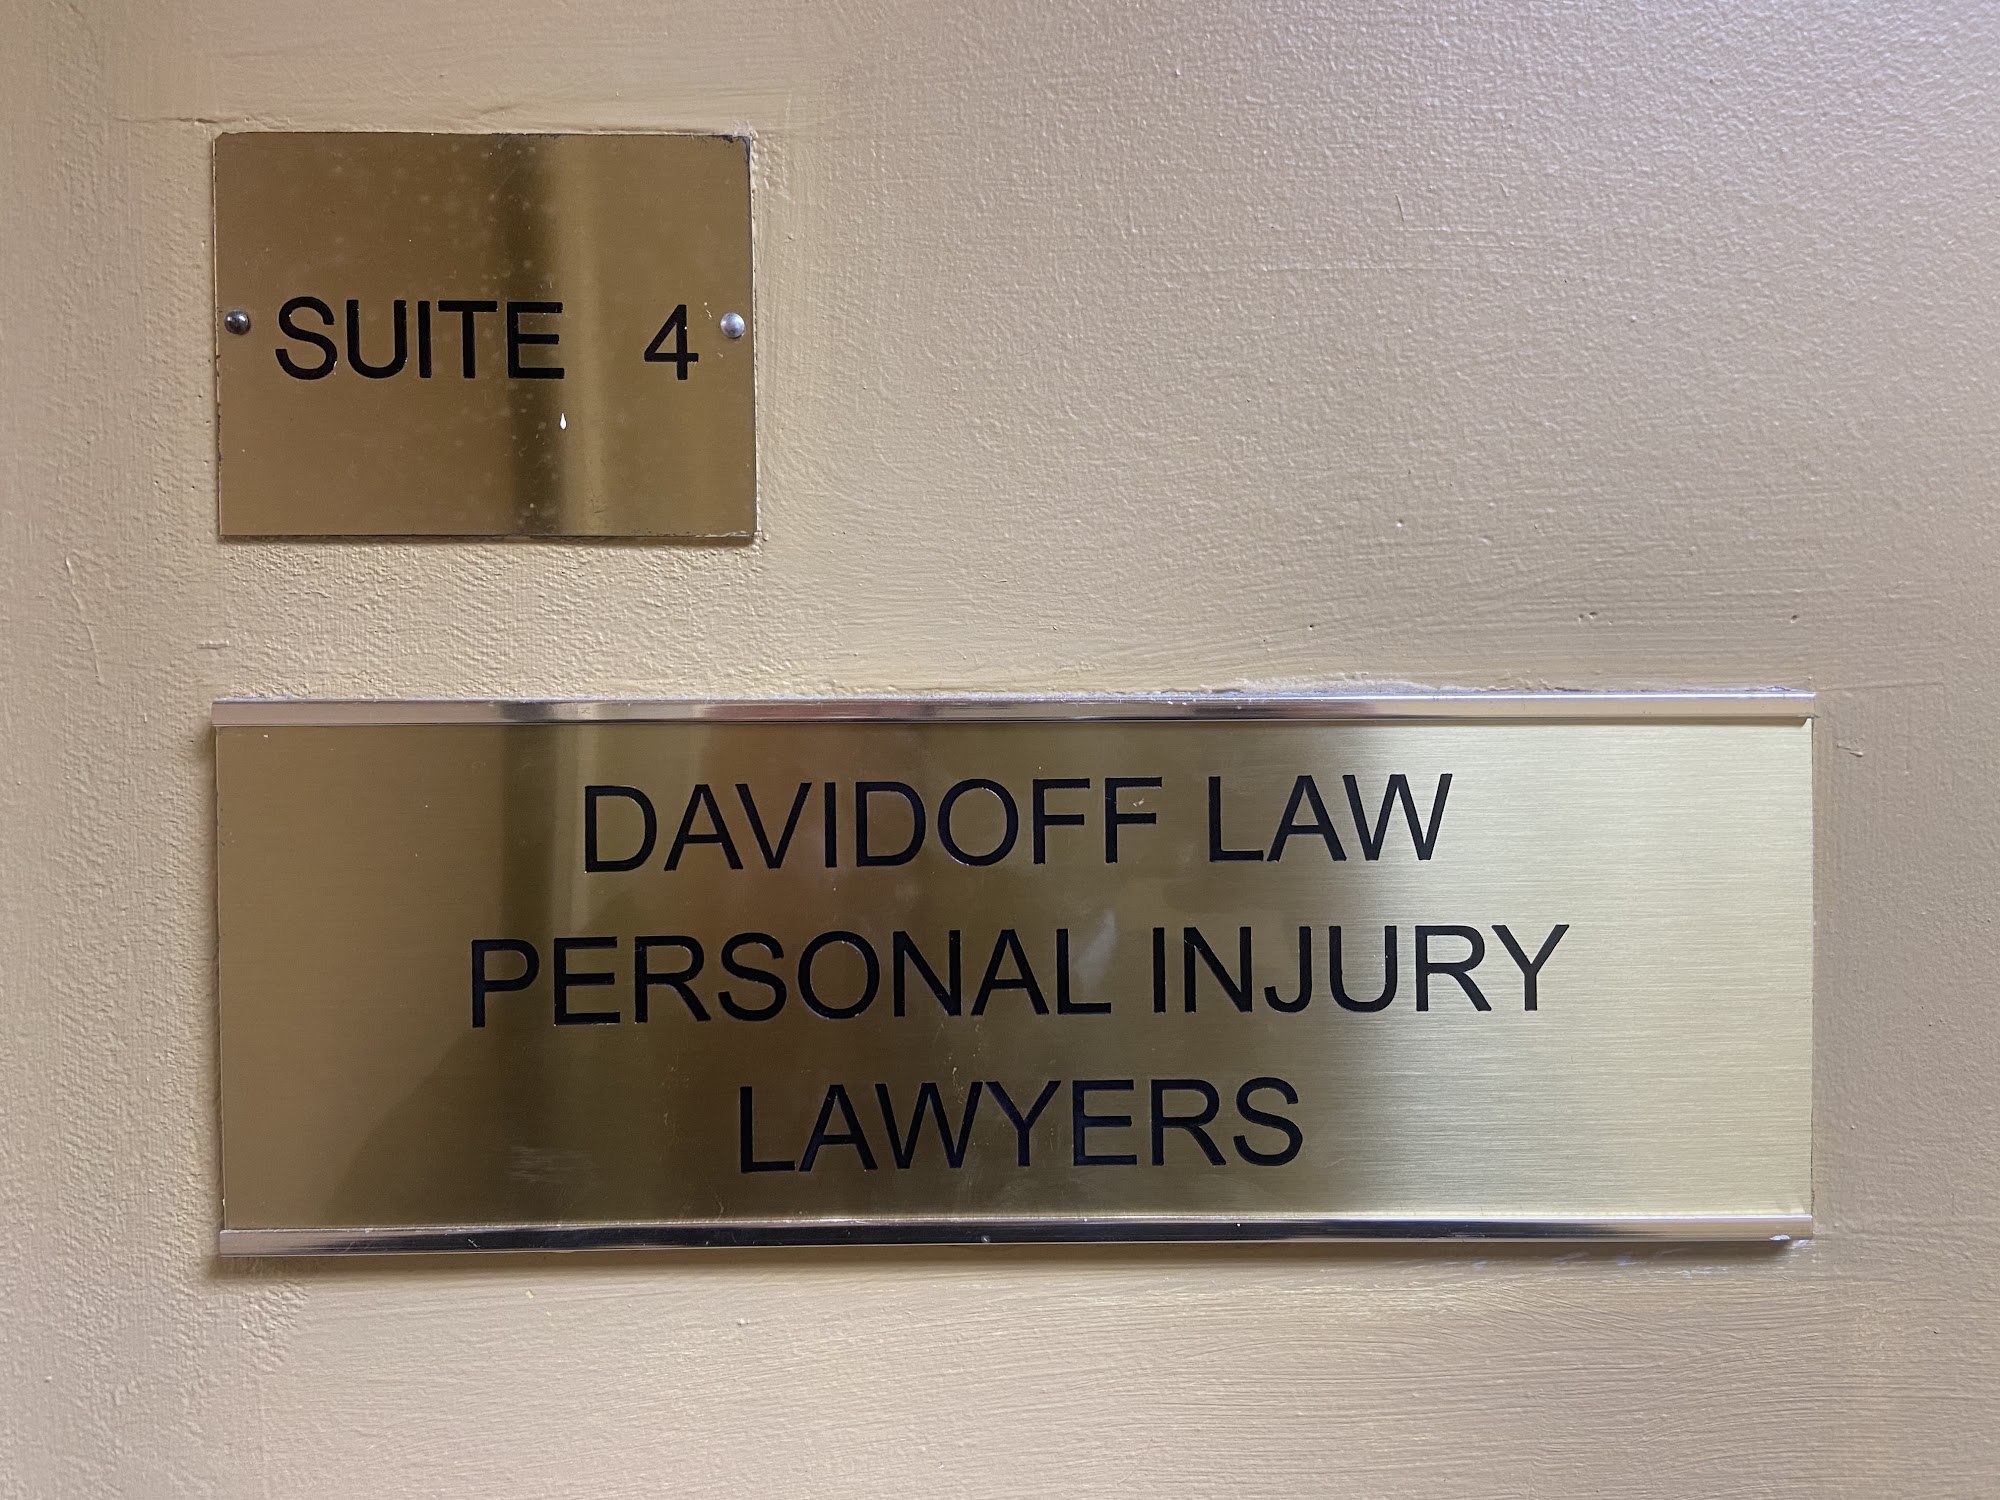 SUITE 4
DAVIDOFF LAW
PERSONAL INJURY
LAWYERS